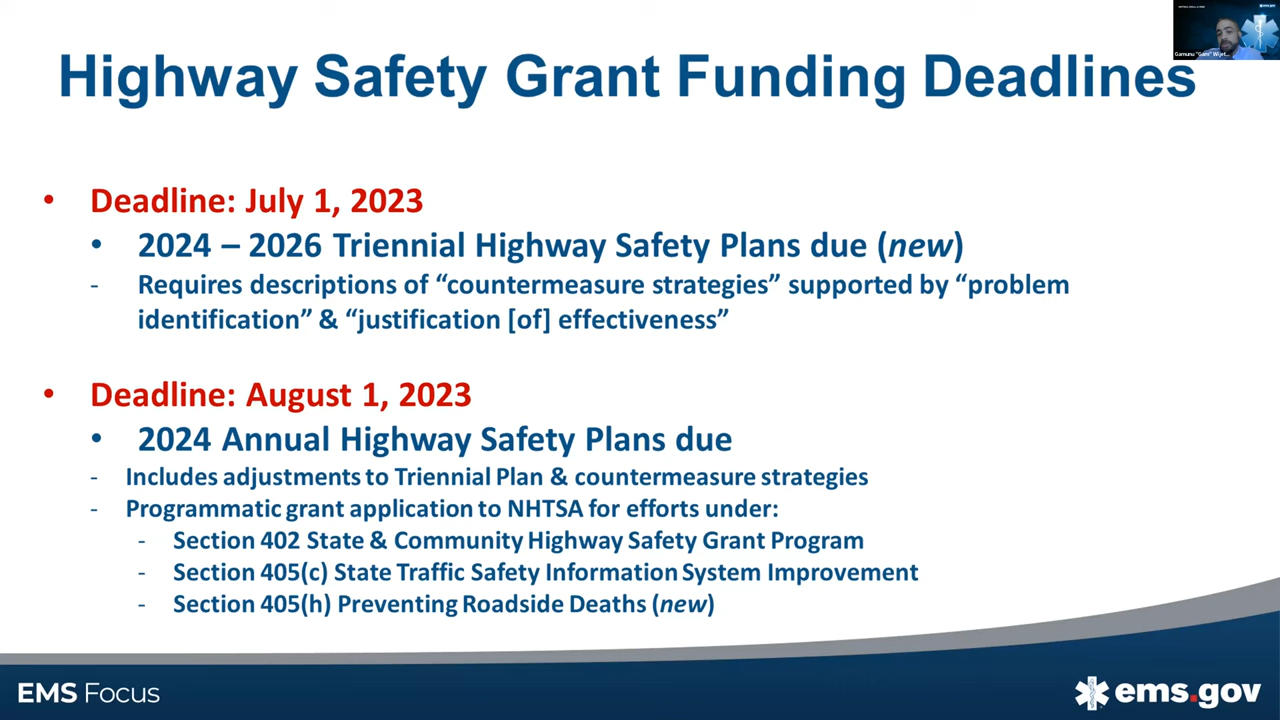 Highway Safety Grant Funding Deadlines
Gamunu "Gam" Wijet...
• Deadline: July 1, 2023
• 2024 – 2026 Triennial Highway Safety Plans due (new)
- Requires descriptions of “countermeasure strategies” supported by “problem
identification” & “justification [of] effectiveness”
• Deadline: August 1, 2023
• 2024 Annual Highway Safety Plans due
- Includes adjustments to Triennial Plan & countermeasure strategies
- Programmatic grant application to NHTSA for efforts under:
- Section 402 State & Community Highway Safety Grant Program
- Section 405(c) State Traffic Safety Information System Improvement
- Section 405(h) Preventing Roadside Deaths (new)
EMS Focus
ems.gov